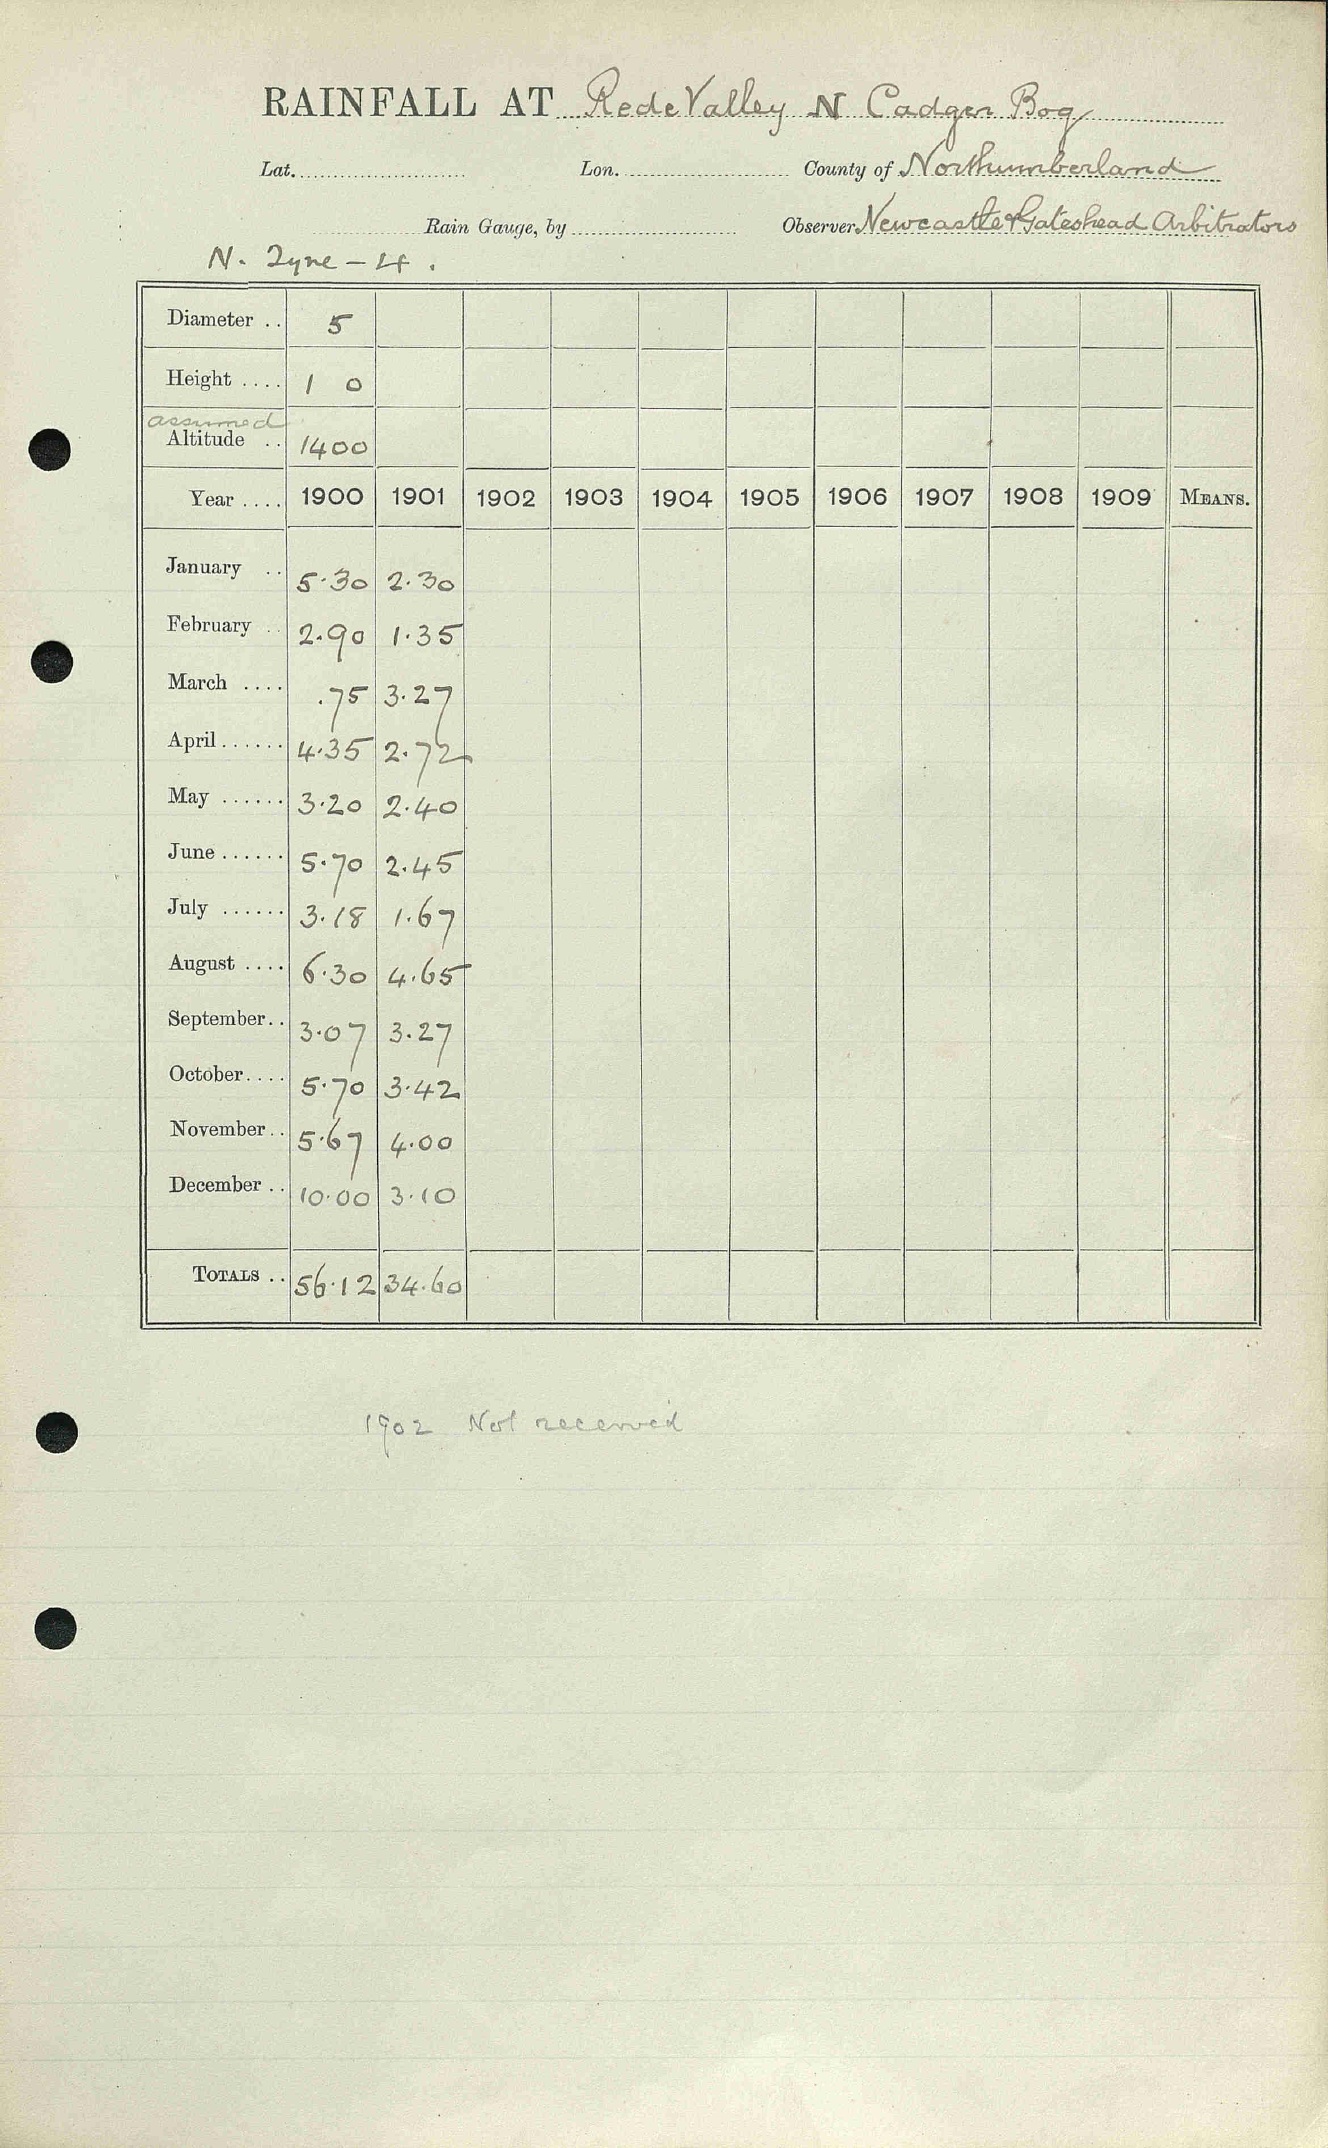 RAINFALL AT Rede Valley N Cadger Bog
Lat. Lon. County of Northumberland
Rain Gauge, by Observer Newcastle & Gateshead Arbitrators
N. Tyne - 4.
Diameter .. 5
Height .... 1 0
assumed
Altitude .. 1400
Year .... 1900 1901 1902 1903 1904 1905 1906 1907 1908 1909 MEANS.
January .. 5.30 2.30
February .. 2.90 1.35
March .... .75 3.27
April...... 4.35 2.72
May ...... 3.20 2.40
June ...... 5.70 2.45
July ...... 3.18 1.67
August .... 6.30 4.65
September.. 3.07 3.27
October.... 5.70 3.42
November.. 5.67 4.00
December .. 10.00 3.10
TOTALS .. 56.12 34.60
1902 Not received